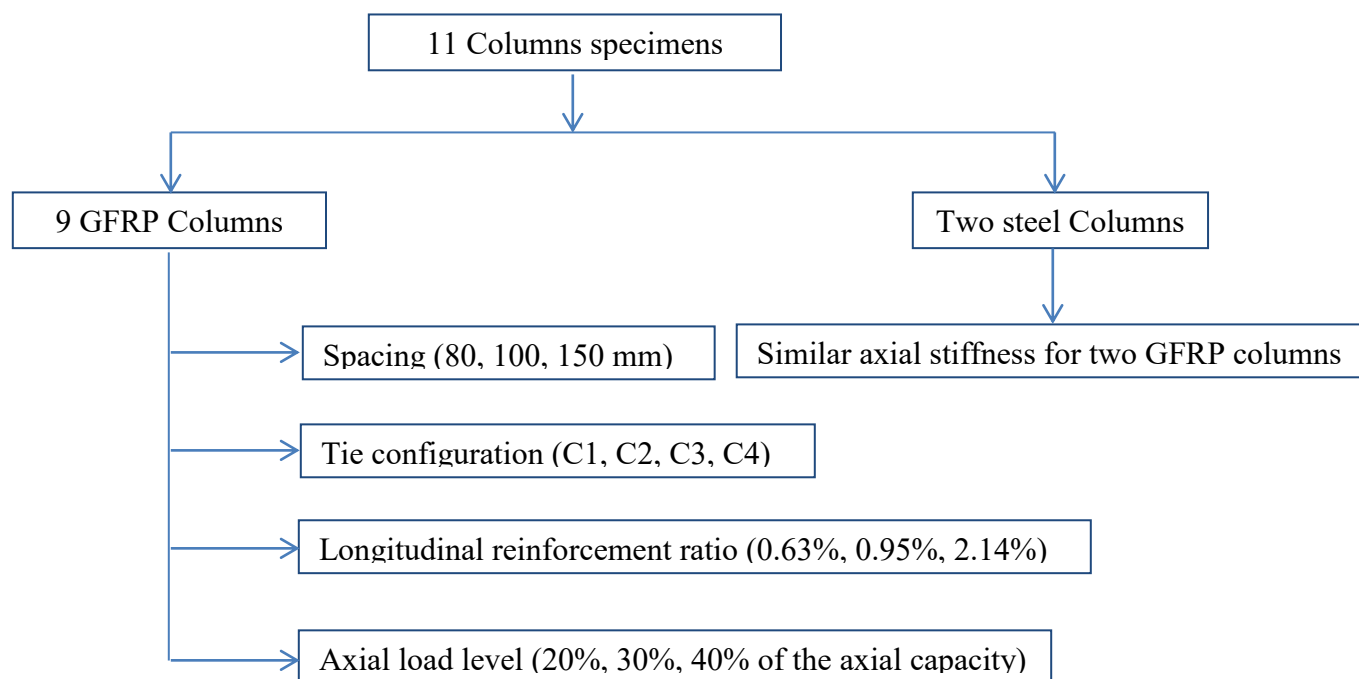 11 Columns specimens
9 GFRP Columns
Two steel Columns
Spacing (80, 100, 150 mm)
Similar axial stiffness for two GFRP columns
Tie configuration (C1, C2, C3, C4)
Longitudinal reinforcement ratio (0.63%, 0.95%, 2.14%)
Axial load level (20%, 30%, 40% of the axial capacity)